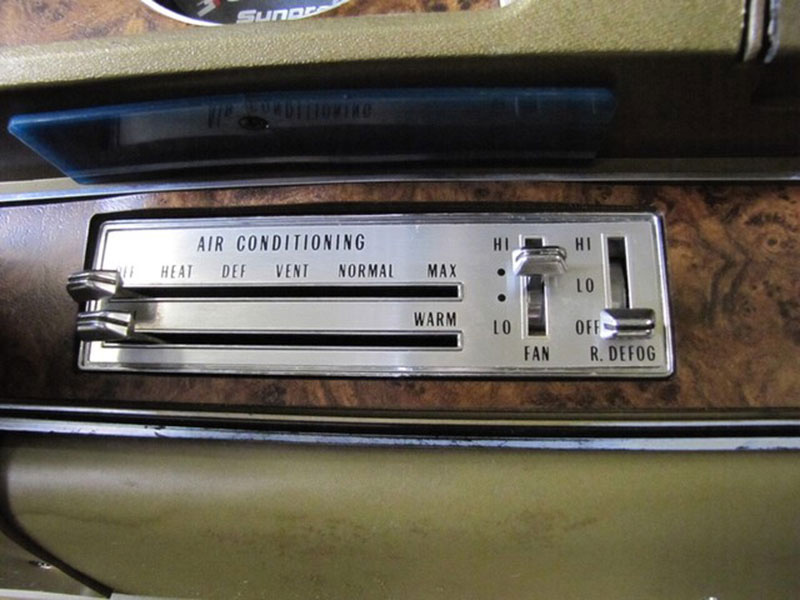 AIR CONDITIONING
HEAT DEF VENT NORMAL MAX
WARM
HI
LO
FAN
HI
LO
OFF
R. DEFOG